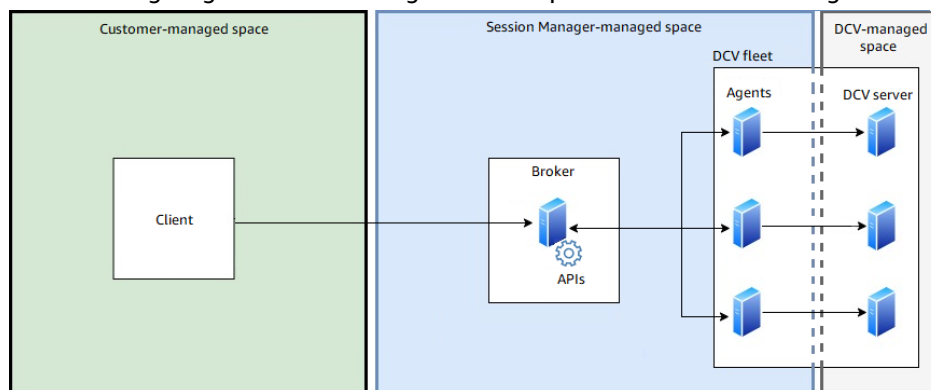 Customer-managed space
Session Manager-managed space
DCV-managed
space
DCV fleet
Agents
DCV server
Broker
Client
APIs